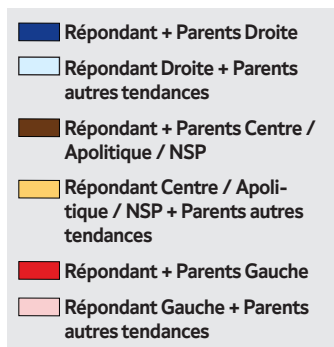 Répondant + Parents Droite
Répondant Droite + Parents
autres tendances
Répondant + Parents Centre /
Apolitique / NSP
Répondant Centre / Apoli-
tique / NSP + Parents autres
tendances
Répondant + Parents Gauche
Répondant Gauche + Parents
autres tendances